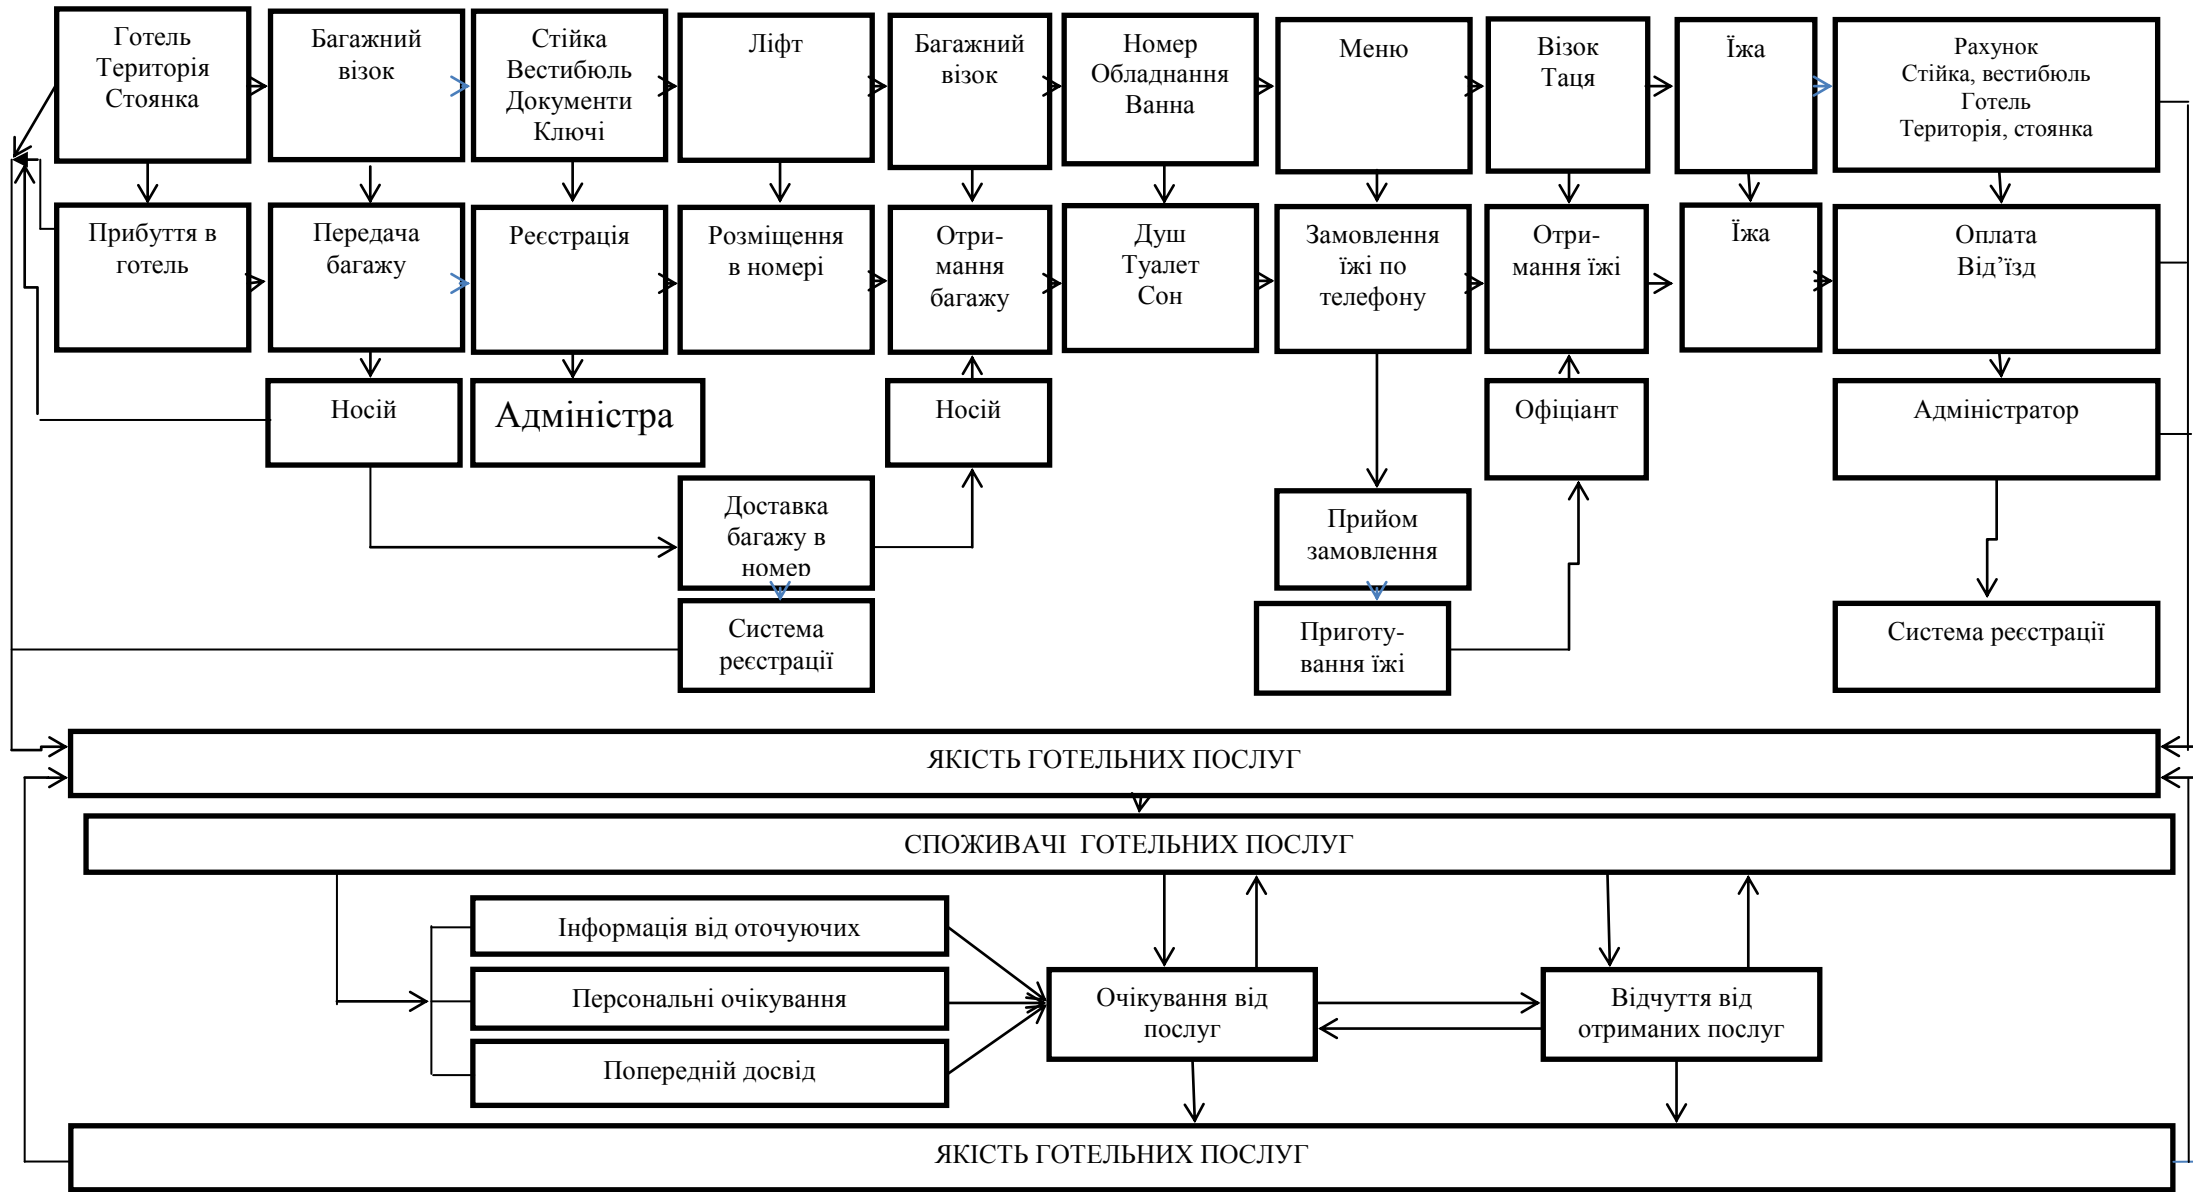 Готель
Територія
Стоянка
Багажний
візок
Стійка
Вестибюль
Документи
Ключі
Ліфт
Багажний
візок
Номер
Обладнання
Ванна
Меню
Візок
Таця
Їжа
Рахунок
Стійка, вестибюль
Готель
Територія, стоянка
Прибуття в
готель
Передача
багажу
Реєстрація
Розміщення
в номері
Отри-
мання
багажу
Душ
Туалет
Сон
Замовлення
їжі по
телефону
Отри-
мання їжі
Їжа
Оплата
Від’їзд
Носій
Адміністра
Носій
Офіціант
Адміністратор
Доставка
багажу в
номер
Прийом
замовлення
Система
реєстрації
Приготу-
вання їжі
Система реєстрації
ЯКІСТЬ ГОТЕЛЬНИХ ПОСЛУГ
СПОЖИВАЧІ ГОТЕЛЬНИХ ПОСЛУГ
Інформація від оточуючих
Персональні очікування
Попередній досвід
Очікування від
послуг
Відчуття від
отриманих послуг
ЯКІСТЬ ГОТЕЛЬНИХ ПОСЛУГ